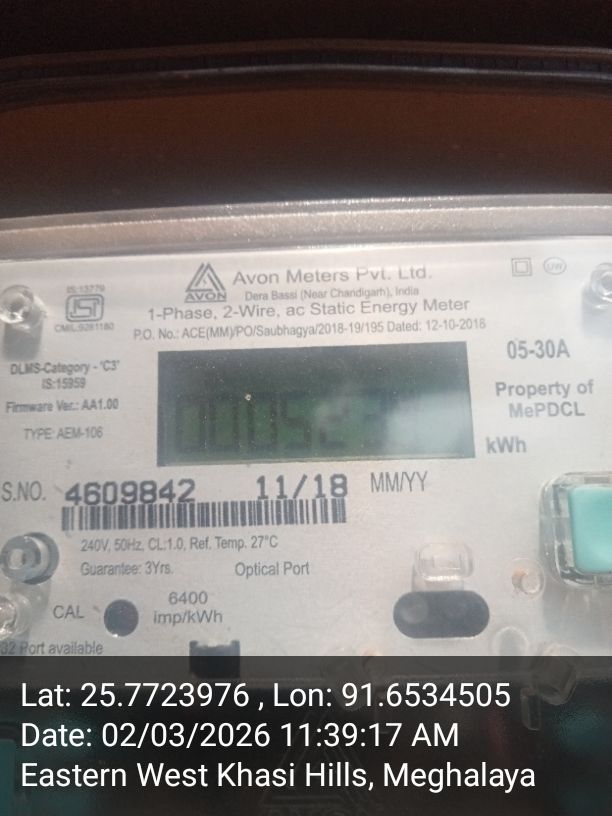 IS:13779
ISI
CM/L:9281180
AVON
Avon Meters Pvt. Ltd.
Dera Bassi (Near Chandigarh), India
1-Phase, 2-Wire, ac Static Energy Meter
P.O. No.: ACE(MM)/PO/Saubhagya/2018-19/195 Dated: 12-10-2018
UW
DLMS-Category - 'C3'
IS:15959
Firmware Ver.: AA1.00
TYPE: AEM-106
05-30A
Property of
MePDCL
kWh
S.NO. 4609842 11/18 MM/YY
240V, 50Hz, CL:1.0, Ref. Temp. 27°C
Guarantee: 3Yrs. Optical Port
CAL
6400
imp/kWh
Port available
Lat: 25.7723976 , Lon: 91.6534505
Date: 02/03/2026 11:39:17 AM
Eastern West Khasi Hills, Meghalaya